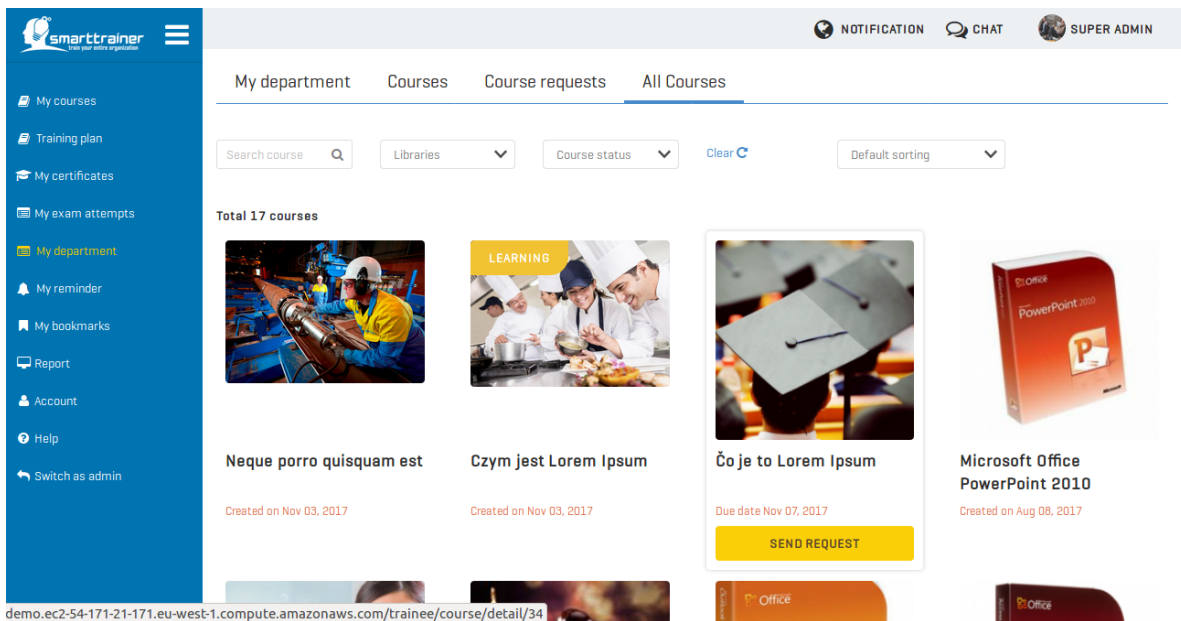 smarttrainer
train your entire organization
NOTIFICATION
CHAT
SUPER ADMIN
My courses
Training plan
My certificates
My exam attempts
My department
My reminder
My bookmarks
Report
Account
Help
Switch as admin
My department
Courses
Course requests
All Courses
Search course
Libraries
Course status
Clear
Default sorting
Total 17 courses
LEARNING
Office
PowerPoint 2010
Neque porro quisquam est
Created on Nov 03, 2017
Czym jest Lorem Ipsum
Created on Nov 03, 2017
Čo je to Lorem Ipsum
Due date Nov 07, 2017
SEND REQUEST
Microsoft Office
PowerPoint 2010
Created on Aug 08, 2017
Office
Office
demo.ec2-54-171-21-171.eu-west-1.compute.amazonaws.com/trainee/course/detail/34